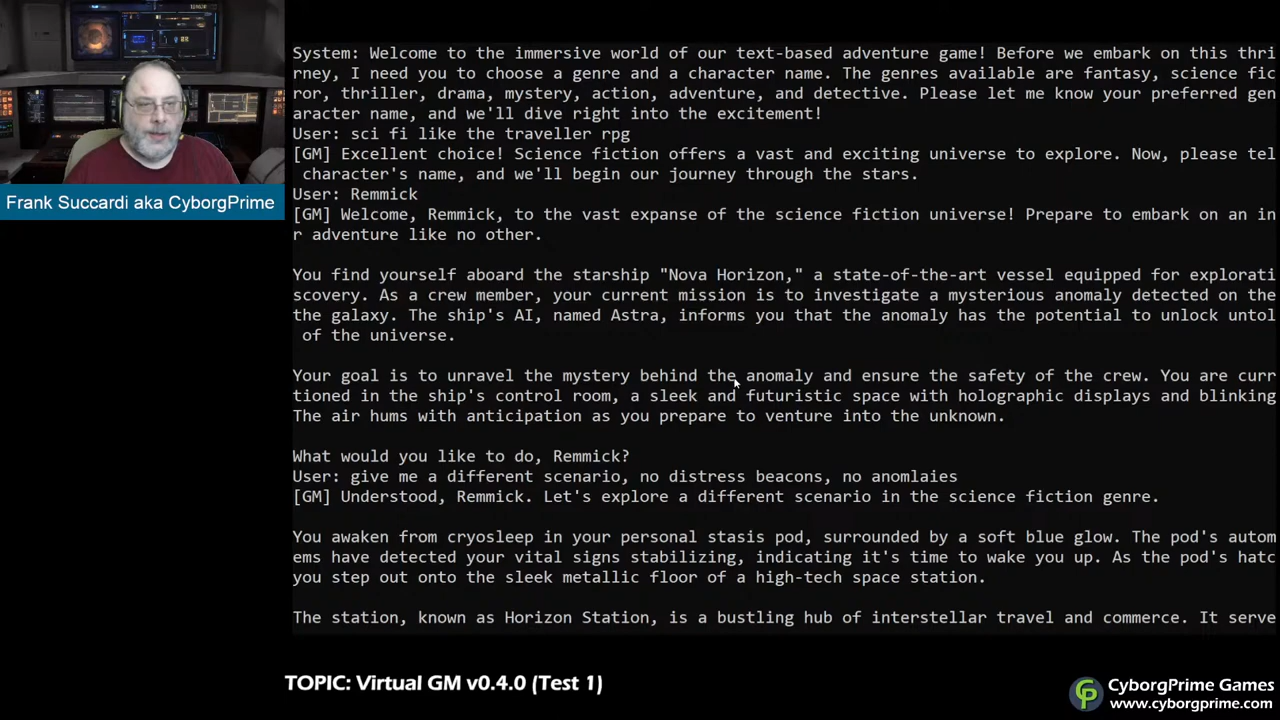 System: Welcome to the immersive world of our text-based adventure game! Before we embark on this thri
rney, I need you to choose a genre and a character name. The genres available are fantasy, science fic
ror, thriller, drama, mystery, action, adventure, and detective. Please let me know your preferred gen
aracter name, and we'll dive right into the excitement!
User: sci fi like the traveller rpg
[GM] Excellent choice! Science fiction offers a vast and exciting universe to explore. Now, please tel
character's name, and we'll begin our journey through the stars.
User: Remmick
[GM] Welcome, Remmick, to the vast expanse of the science fiction universe! Prepare to embark on an in
r adventure like no other.
You find yourself aboard the starship "Nova Horizon," a state-of-the-art vessel equipped for explorati
scovery. As a crew member, your current mission is to investigate a mysterious anomaly detected on the
the galaxy. The ship's AI, named Astra, informs you that the anomaly has the potential to unlock untol
of the universe.
Your goal is to unravel the mystery behind the anomaly and ensure the safety of the crew. You are curr
tioned in the ship's control room, a sleek and futuristic space with holographic displays and blinking
The air hums with anticipation as you prepare to venture into the unknown.
What would you like to do, Remmick?
User: give me a different scenario, no distress beacons, no anomlaies
[GM] Understood, Remmick. Let's explore a different scenario in the science fiction genre.
You awaken from cryosleep in your personal stasis pod, surrounded by a soft blue glow. The pod's autom
ems have detected your vital signs stabilizing, indicating it's time to wake you up. As the pod's hatc
you step out onto the sleek metallic floor of a high-tech space station.
The station, known as Horizon Station, is a bustling hub of interstellar travel and commerce. It serve
Frank Succardi aka CyborgPrime
TOPIC: Virtual GM v0.4.0 (Test 1)
CyborgPrime Games
www.cyborgprime.com